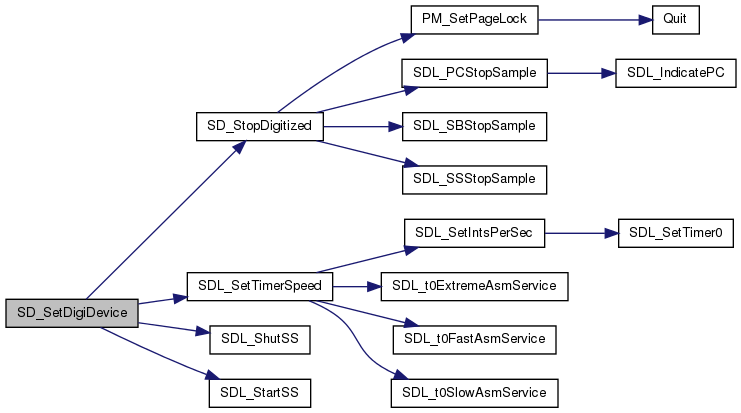 PM_SetPageLock
Quit
SDL_PCStopSample
SDL_IndicatePC
SD_StopDigitized
SDL_SBStopSample
SDL_SSStopSample
SDL_SetIntsPerSec
SDL_SetTimer0
SDL_SetTimerSpeed
SDL_t0ExtremeAsmService
SD_SetDigiDevice
SDL_ShutSS
SDL_t0FastAsmService
SDL_StartSS
SDL_t0SlowAsmService